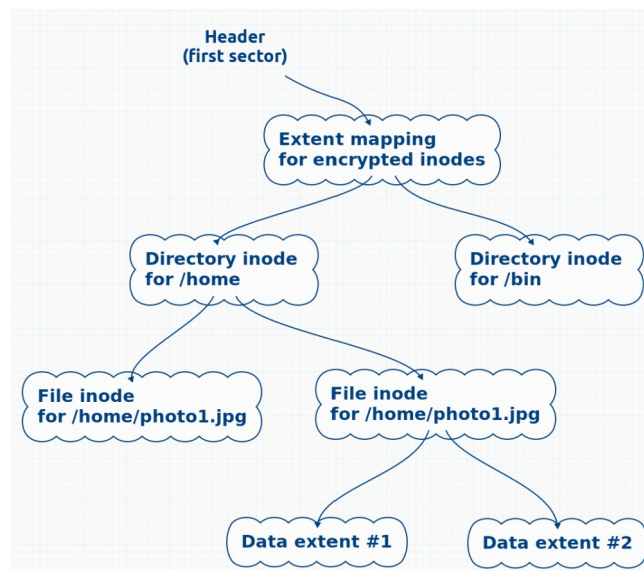 Header
(first sector)
Extent mapping
for encrypted inodes
Directory inode
for /home
Directory inode
for /bin
File inode
for /home/photo1.jpg
File inode
for /home/photo1.jpg
Data extent #1
Data extent #2